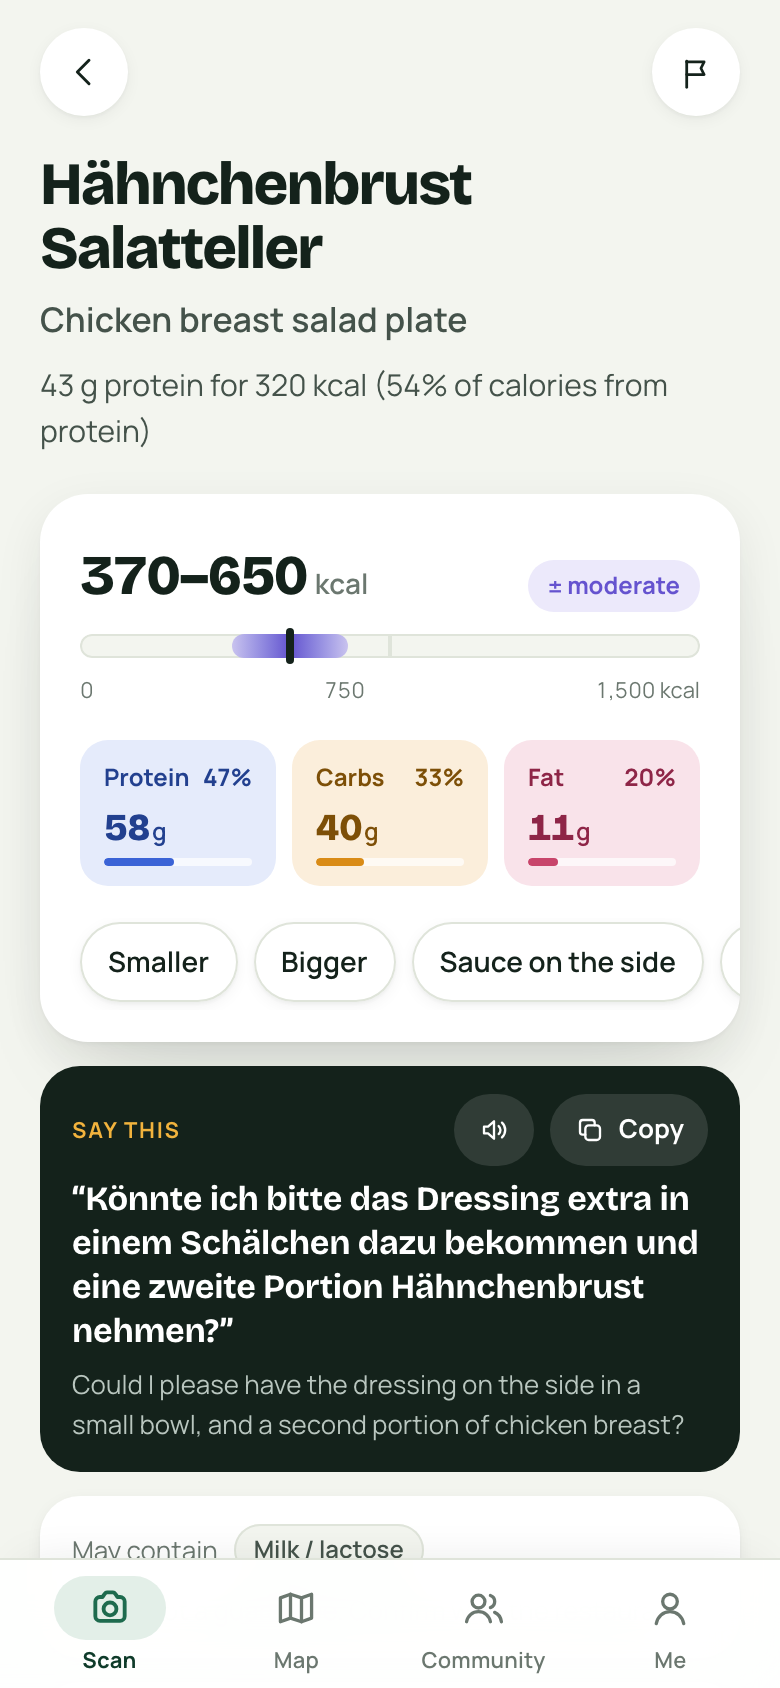 Hähnchenbrust
Salatteller
Chicken breast salad plate
43 g protein for 320 kcal (54% of calories from
protein)
370–650 kcal
± moderate
0 750 1,500 kcal
Protein 47%
58g
Carbs 33%
40g
Fat 20%
11g
Smaller
Bigger
Sauce on the side
SAY THIS
Copy
“Könnte ich bitte das Dressing extra in
einem Schälchen dazu bekommen und
eine zweite Portion Hähnchenbrust
nehmen?”
Could I please have the dressing on the side in a
small bowl, and a second portion of chicken breast?
May contain Milk / lactose
Scan
Map
Community
Me